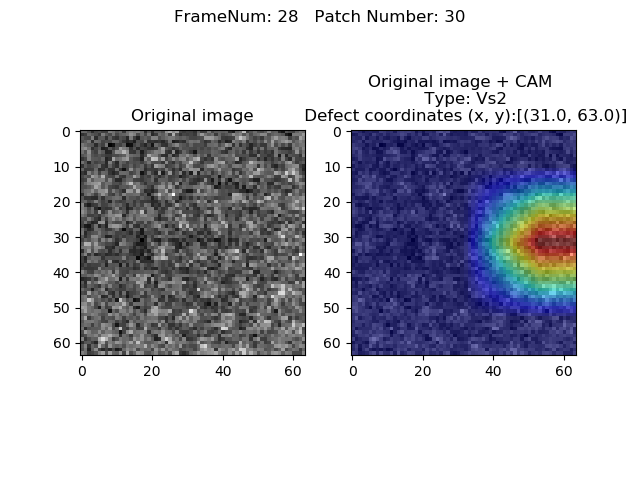 FrameNum: 28   Patch Number: 30
Original image
0
10
20
30
40
50
60
0 20 40 60
Original image + CAM
Type: Vs2
Defect coordinates (x, y):[(31.0, 63.0)]
0
10
20
30
40
50
60
0 20 40 60